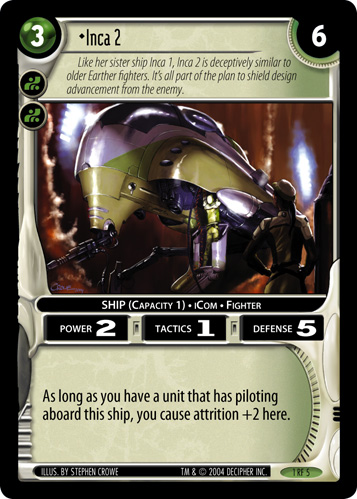 3
•Inca 2
6
Like her sister ship Inca 1, Inca 2 is deceptively similar to
older Earther fighters. It's all part of the plan to shield design
advancement from the enemy.
Crowe
SHIP (CAPACITY 1) • ICOM • FIGHTER
POWER 2 TACTICS 1 DEFENSE 5
As long as you have a unit that has piloting
aboard this ship, you cause attrition +2 here.
ILLUS. BY STEPHEN CROWE
TM & © 2004 DECIPHER INC.
1 RF 5